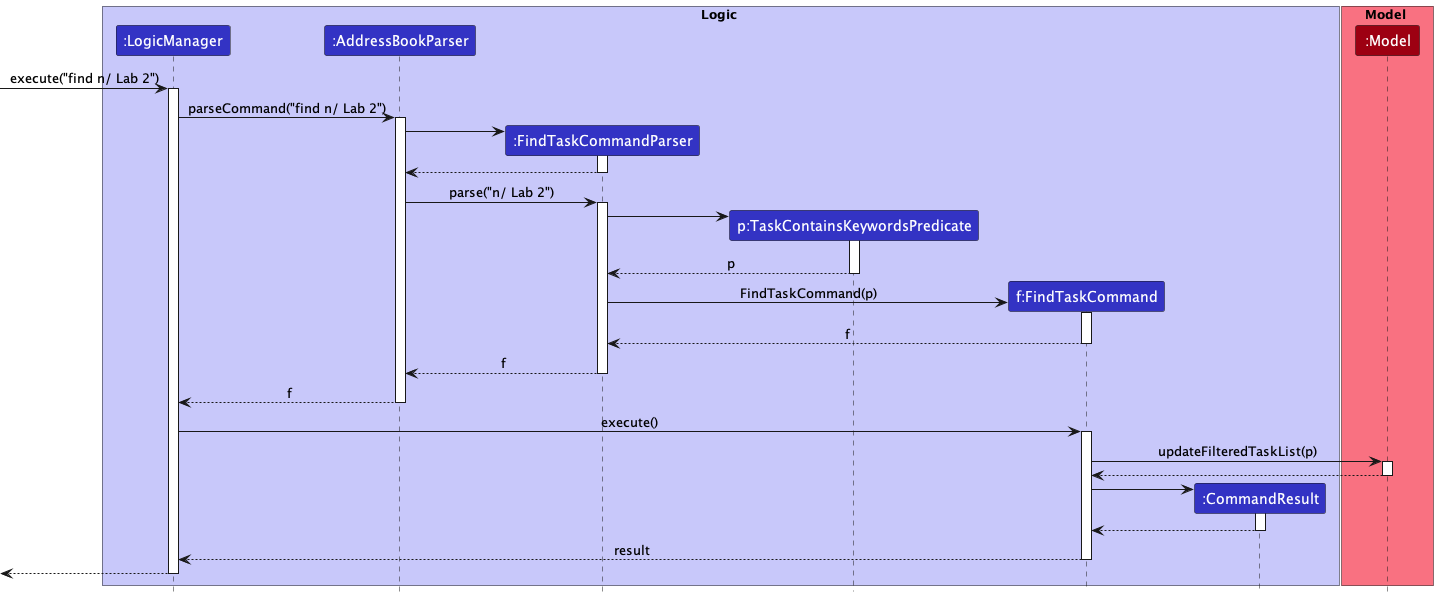 Logic
Model
:LogicManager
:AddressBookParser
:Model
execute("find n/ Lab 2")
parseCommand("find n/ Lab 2")
:FindTaskCommandParser
parse("n/ Lab 2")
p:TaskContainsKeywordsPredicate
p
FindTaskCommand(p)
f:FindTaskCommand
f
f
f
execute()
updateFilteredTaskList(p)
:CommandResult
result